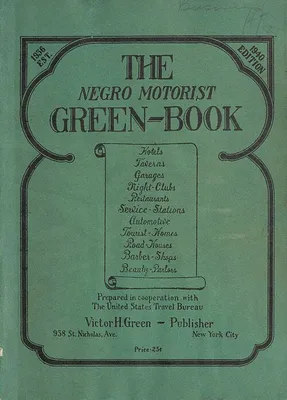 1936
EST.
1940
EDITION
THE
NEGRO MOTORIST
GREEN-BOOK
Hotels
Taverns
Garages
Night-Clubs
Restaurants
Service-Stations
Automotive
Tourist-Homes
Road-Houses
Barber-Shops
Beauty-Parlors
Prepared in cooperation with
The United States Travel Bureau
Victor H. Green – Publisher
938 St. Nicholas, Ave.
New York City
Price-25¢